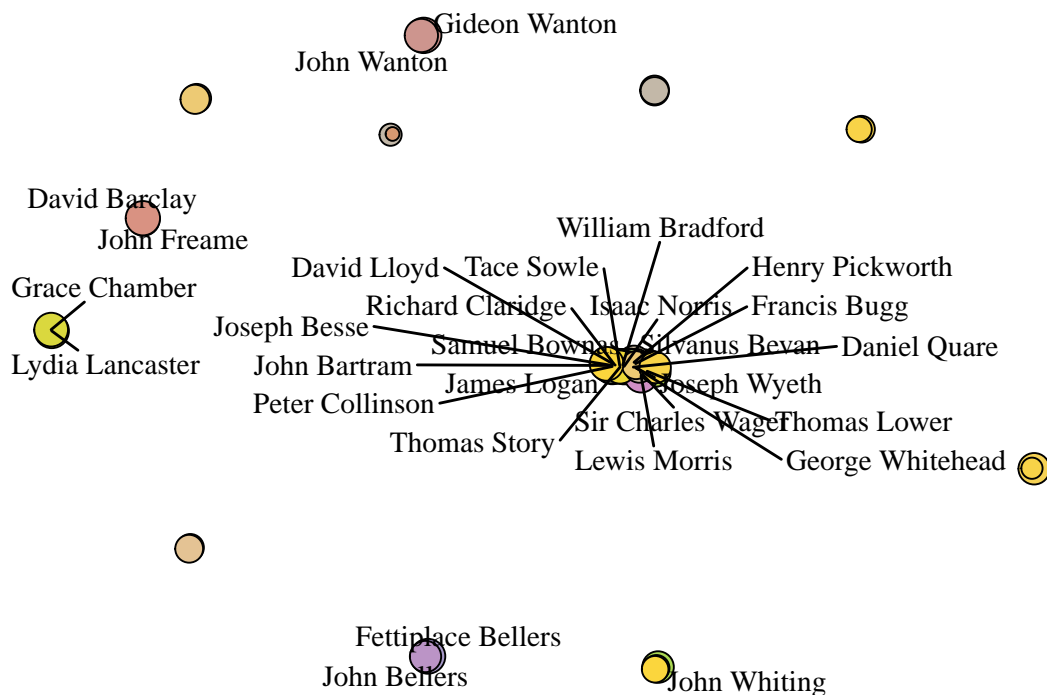 Gideon Wanton
John Wanton
David Barclay
John Freame
William Bradford
David Lloyd
Tace Sowle
Henry Pickworth
Grace Chamber
Richard Claridge
Isaac Norris
Francis Bugg
Joseph Besse
Samuel Bownas
Silvanus Bevan
Daniel Quare
Lydia Lancaster
John Bartram
James Logan
Joseph Wyeth
Peter Collinson
Sir Charles Wager
Thomas Lower
Thomas Story
Lewis Morris
George Whitehead
Fettiplace Bellers
John Bellers
John Whiting